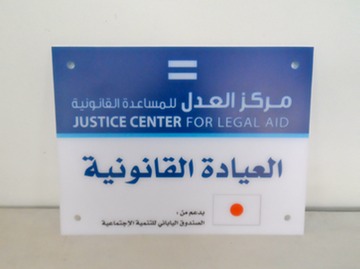 مركز العدل للمساعدة القانونية
JUSTICE CENTER FOR LEGAL AID
العيادة القانونية
بدعم من :
الصندوق الياباني للتنمية الاجتماعية